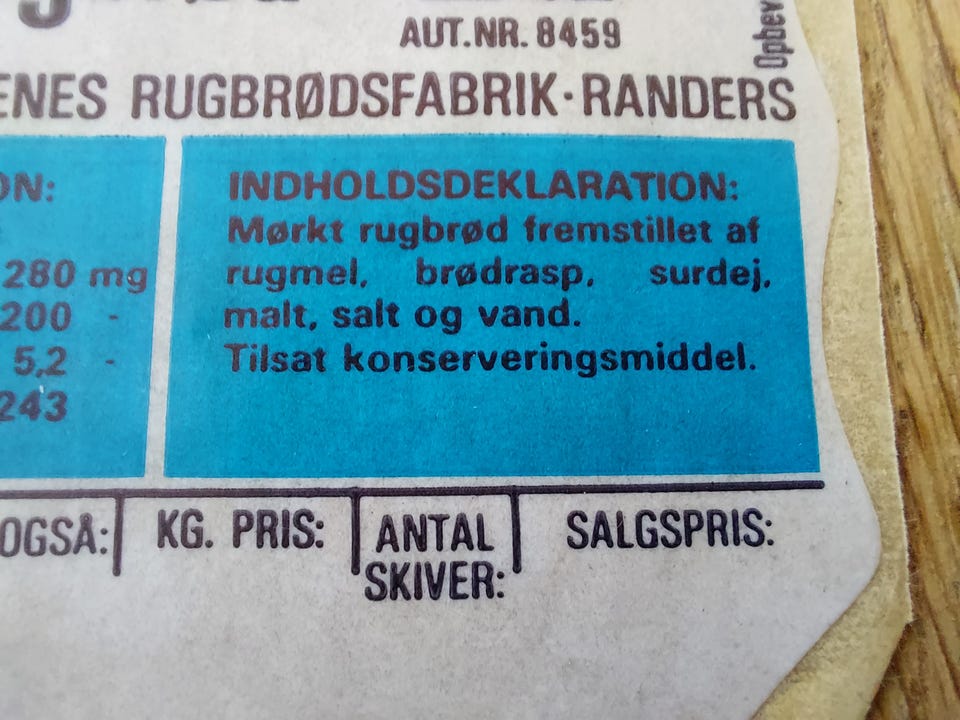 AUT.NR. 8459
Opbev
ENES RUGBRØDSFABRIK·RANDERS
ON:
280 mg
200 -
5,2 -
243
INDHOLDSDEKLARATION:
Mørkt rugbrød fremstillet af
rugmel, brødrasp, surdej,
malt, salt og vand.
Tilsat konserveringsmiddel.
OGSÅ:
KG. PRIS:
ANTAL
SKIVER:
SALGSPRIS: